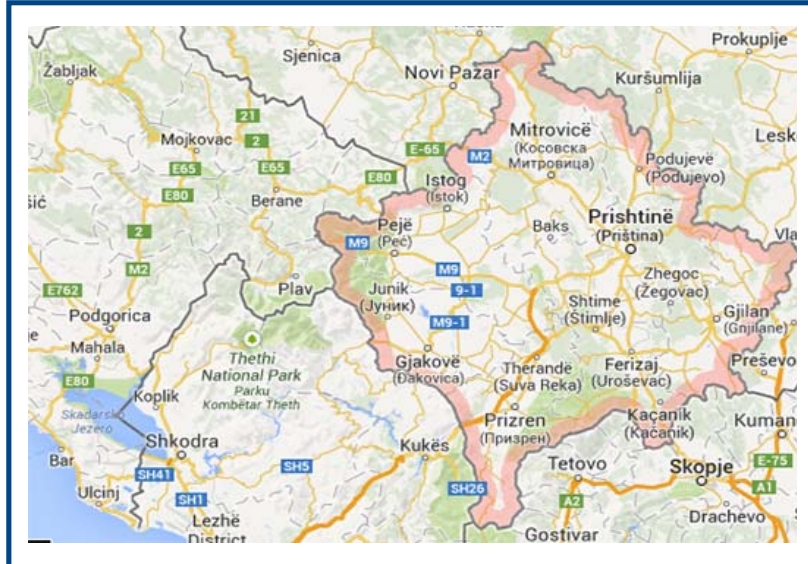 Prokuplje
Sjenica
Žabljak
Novi Pazar
Kuršumlija
21
2
Mojkovac
E65
E65
E-65
M2
Mitrovicë
(Косовска
Митровица)
Podujevë
(Podujevo)
Lesk
šić
E80
Berane
E80
Istog
(Istok)
Pejë
(Peć)
M9
Baks
Prishtinë
(Priština)
Vla
2
M2
E762
Plav
Junik
(Јуник)
M9
9-1
M9-1
Zhegoc
(Žegovac)
Shtime
(Štimlje)
Gjilan
(Gnjilane)
Podgorica
Mahala
E80
Koplik
Thethi
National Park
Parku
Kombëtar Theth
Gjakovë
(Đakovica)
Therandë
(Suva Reka)
Ferizaj
(Uroševac)
Preševo
Skadarsko
Jezero
Shkodra
Prizren
(Призрен)
Kaçanik
(Kačanik)
Kuman
Bar
SH41
SH5
Kukës
Tetovo
Skopje
E-75
A1
Ulcinj
SH1
SH26
A2
Lezhë
District
Gostivar
Drachevo